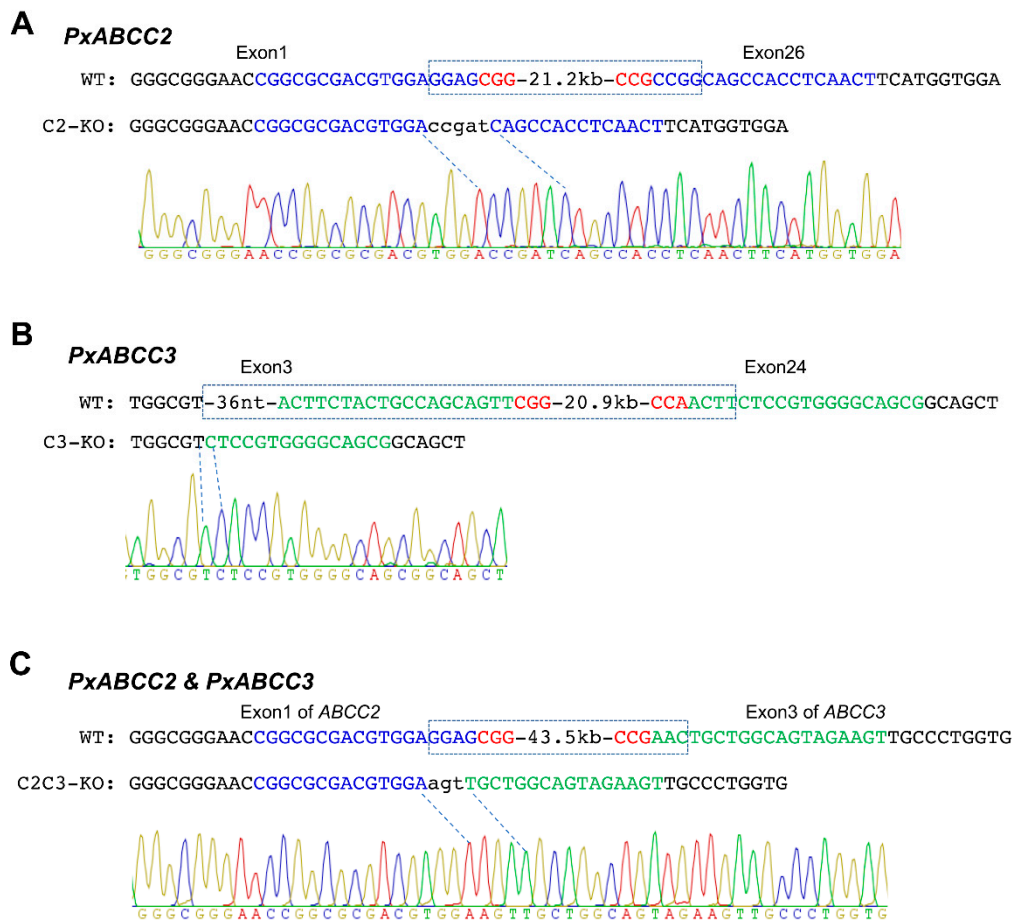 A
PxABCC2
Exon1 Exon26
WT: GGGCGGGAACCGGCGCGACGTGGAGGAGCGG-21.2kb-CCGCCGGCAGCCACCTCAACTTCATGGTGGA
C2-KO: GGGCGGGAACCGGCGCGACGTGGAccgatCAGCCACCTCAACTTCATGGTGGA
GGGCGGGAACCGGCGCGACGTGGACCGATCAGCCACCTCAACTTCATGGTGGA
B
PxABCC3
Exon3 Exon24
WT: TGGCGT-36nt-ACTTCTACTGCCAGCAGTTCGG-20.9kb-CCAACTTCTCCGTGGGGCAGCGGCAGCT
C3-KO: TGGCGTCTCCGTGGGGCAGCGGCAGCT
TGGCGTCTCCGTGGGGCAGCGGCAGCT
C
PxABCC2 & PxABCC3
Exon1 of ABCC2 Exon3 of ABCC3
WT: GGGCGGGAACCGGCGCGACGTGGAGGAGCGG-43.5kb-CCGAACTGCTGGCAGTAGAAGTTGCCCTGGTG
C2C3-KO: GGGCGGGAACCGGCGCGACGTGGAagtTGCTGGCAGTAGAAGTTGCCCTGGTG
GGGCGGGAACCGGCGCGACGTGGAAGTTGCTGGCAGTAGAAGTTGCCCTGGTG